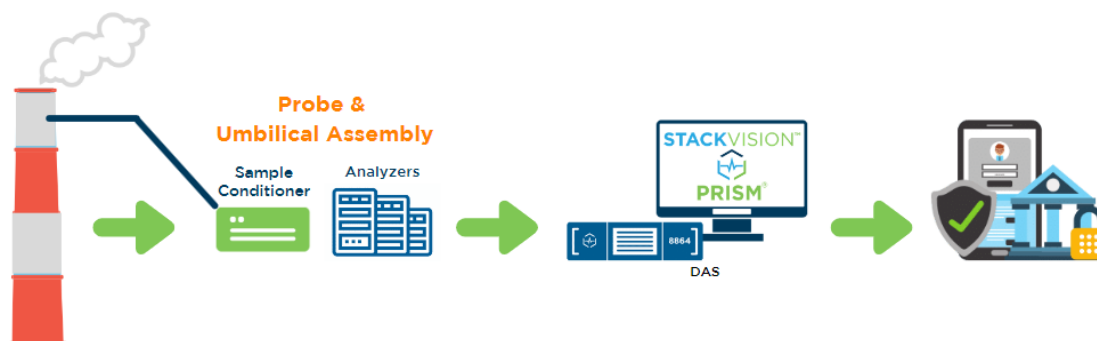 Probe &
Umbilical Assembly
Sample
Conditioner
Analyzers
STACKVISION™
PRISM®
8864
DAS